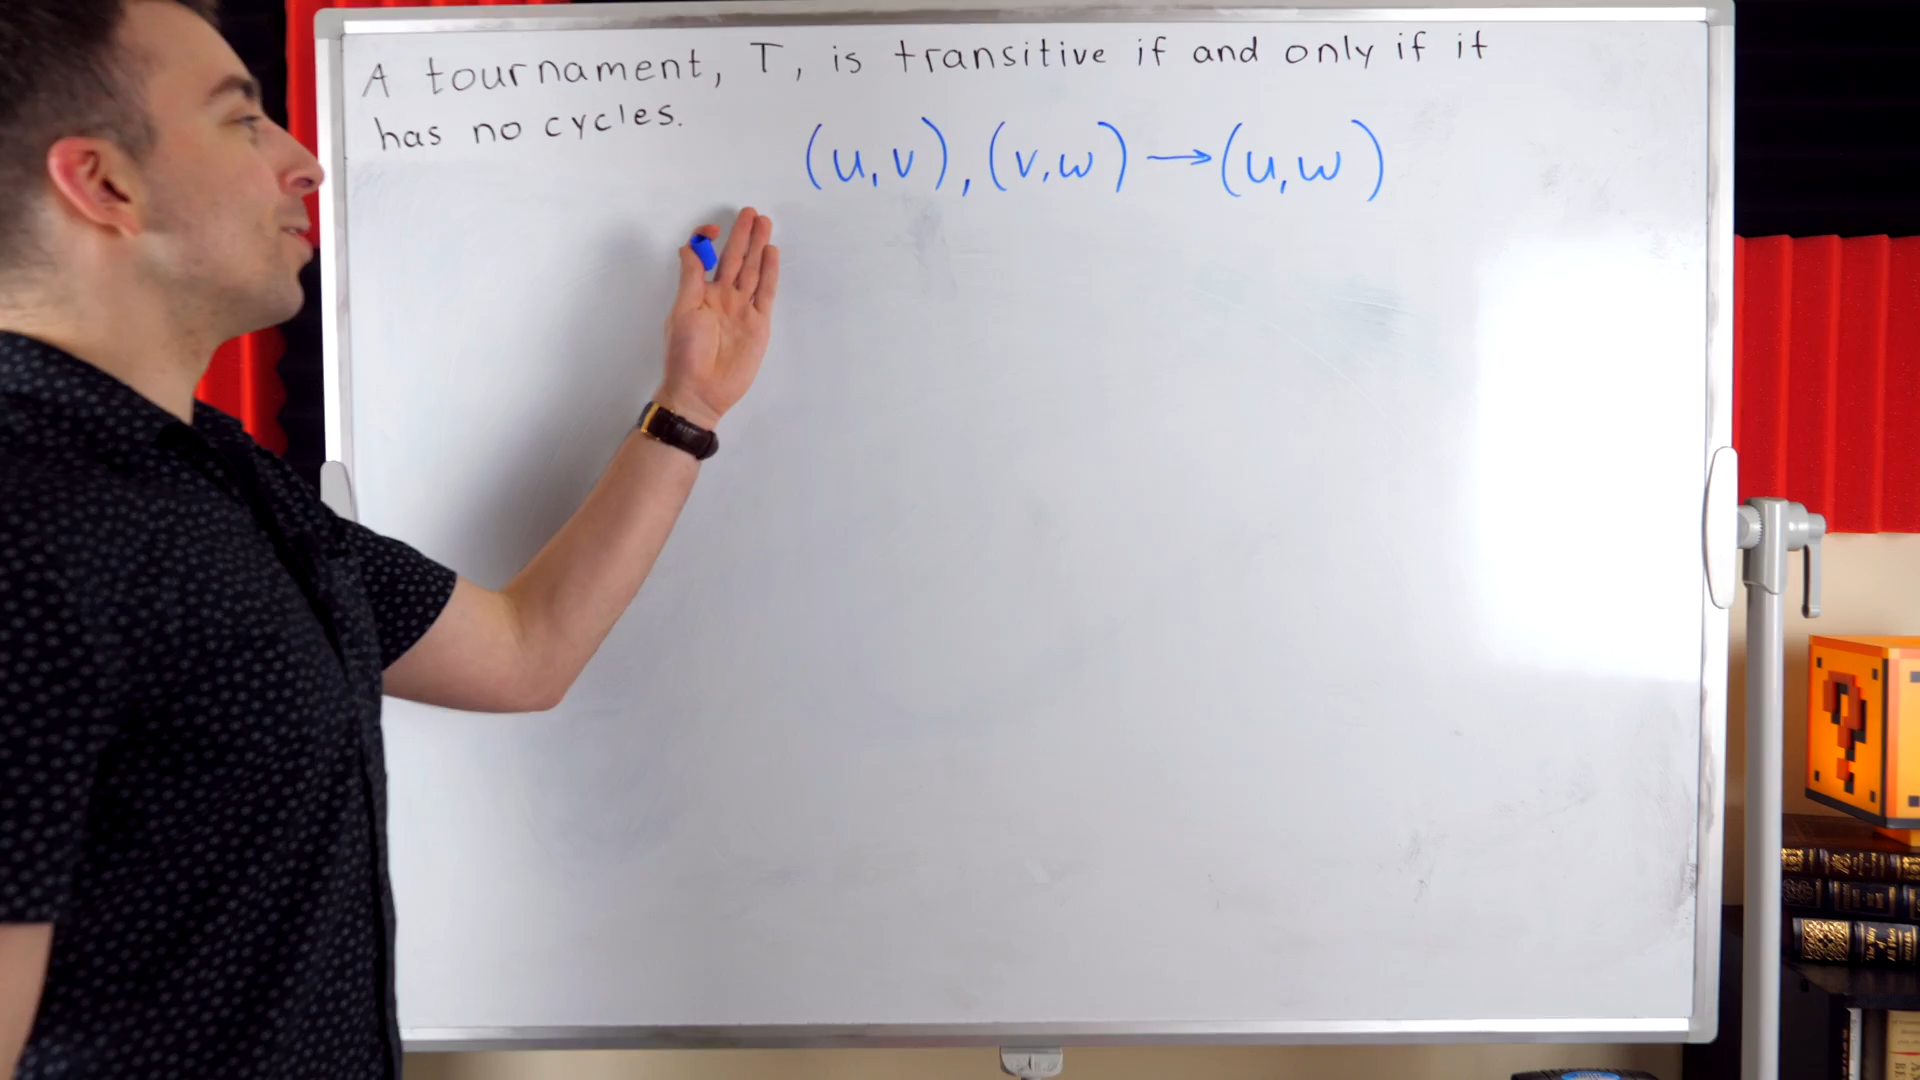 A tournament, T, is transitive if and only if it
has no cycles.
(u,v), (v,w) → (u,w)
?